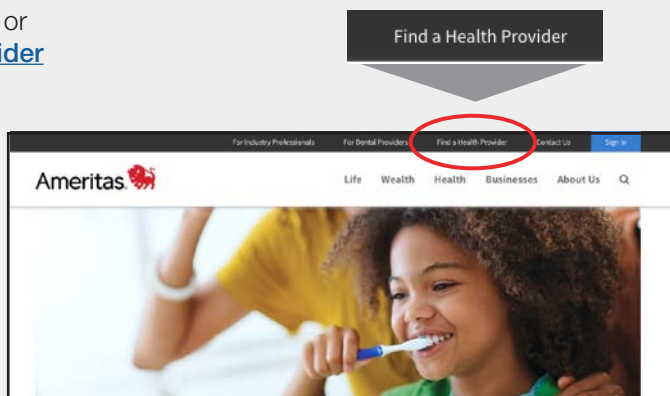 or
ider
Find a Health Provider
For Industry Professionals For Dental Providers Find a Health Provider Contact Us Sign In
Ameritas
Life Wealth Health Businesses About Us